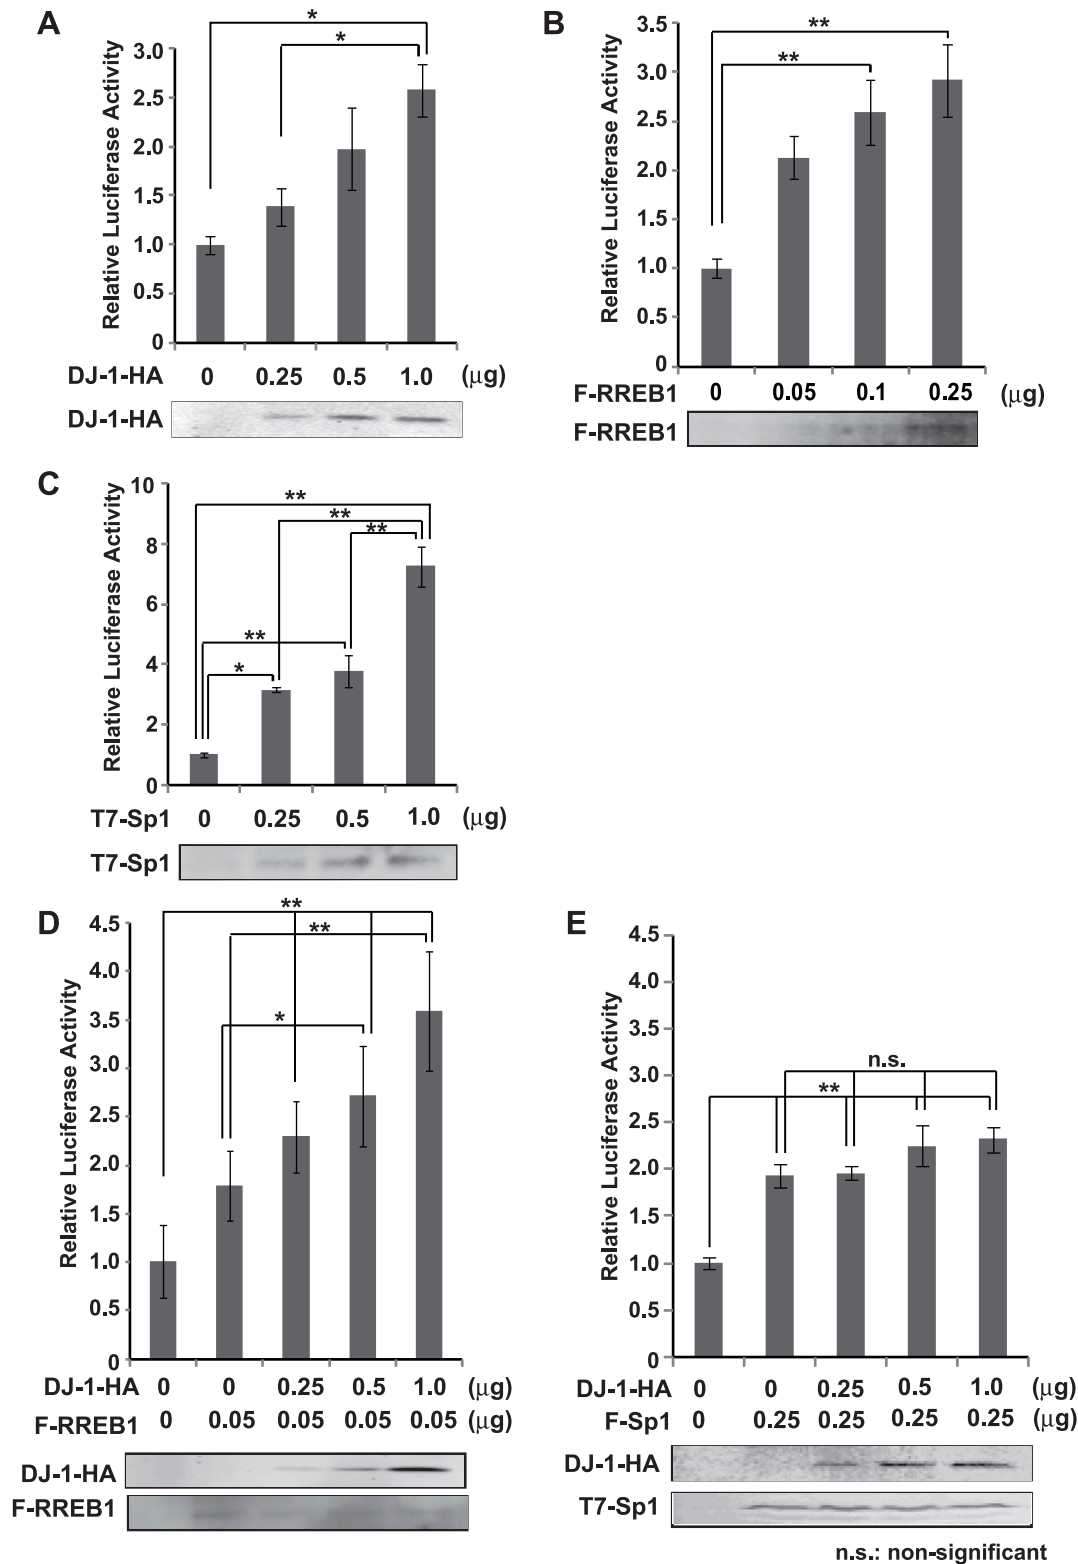 A
*
*
Relative Luciferase Activity
3.0
2.5
2.0
1.5
1.0
0.5
0
DJ-1-HA 0 0.25 0.5 1.0 (μg)
DJ-1-HA
B
**
**
Relative Luciferase Activity
3.5
3.0
2.5
2.0
1.5
1.0
0.5
0
F-RREB1 0 0.05 0.1 0.25 (μg)
F-RREB1
C
**
**
**
**
*
Relative Luciferase Activity
10
8
6
4
2
0
T7-Sp1 0 0.25 0.5 1.0 (μg)
T7-Sp1
D
**
**
*
Relative Luciferase Activity
4.5
4.0
3.5
3.0
2.5
2.0
1.5
1.0
0.5
0
DJ-1-HA 0 0 0.25 0.5 1.0 (μg)
F-RREB1 0 0.05 0.05 0.05 0.05 (μg)
DJ-1-HA
F-RREB1
E
n.s.
**
Relative Luciferase Activity
4.5
4.0
3.5
3.0
2.5
2.0
1.5
1.0
0.5
0
DJ-1-HA 0 0 0.25 0.5 1.0 (μg)
F-Sp1 0 0.25 0.25 0.25 0.25 (μg)
DJ-1-HA
T7-Sp1
n.s.: non-significant